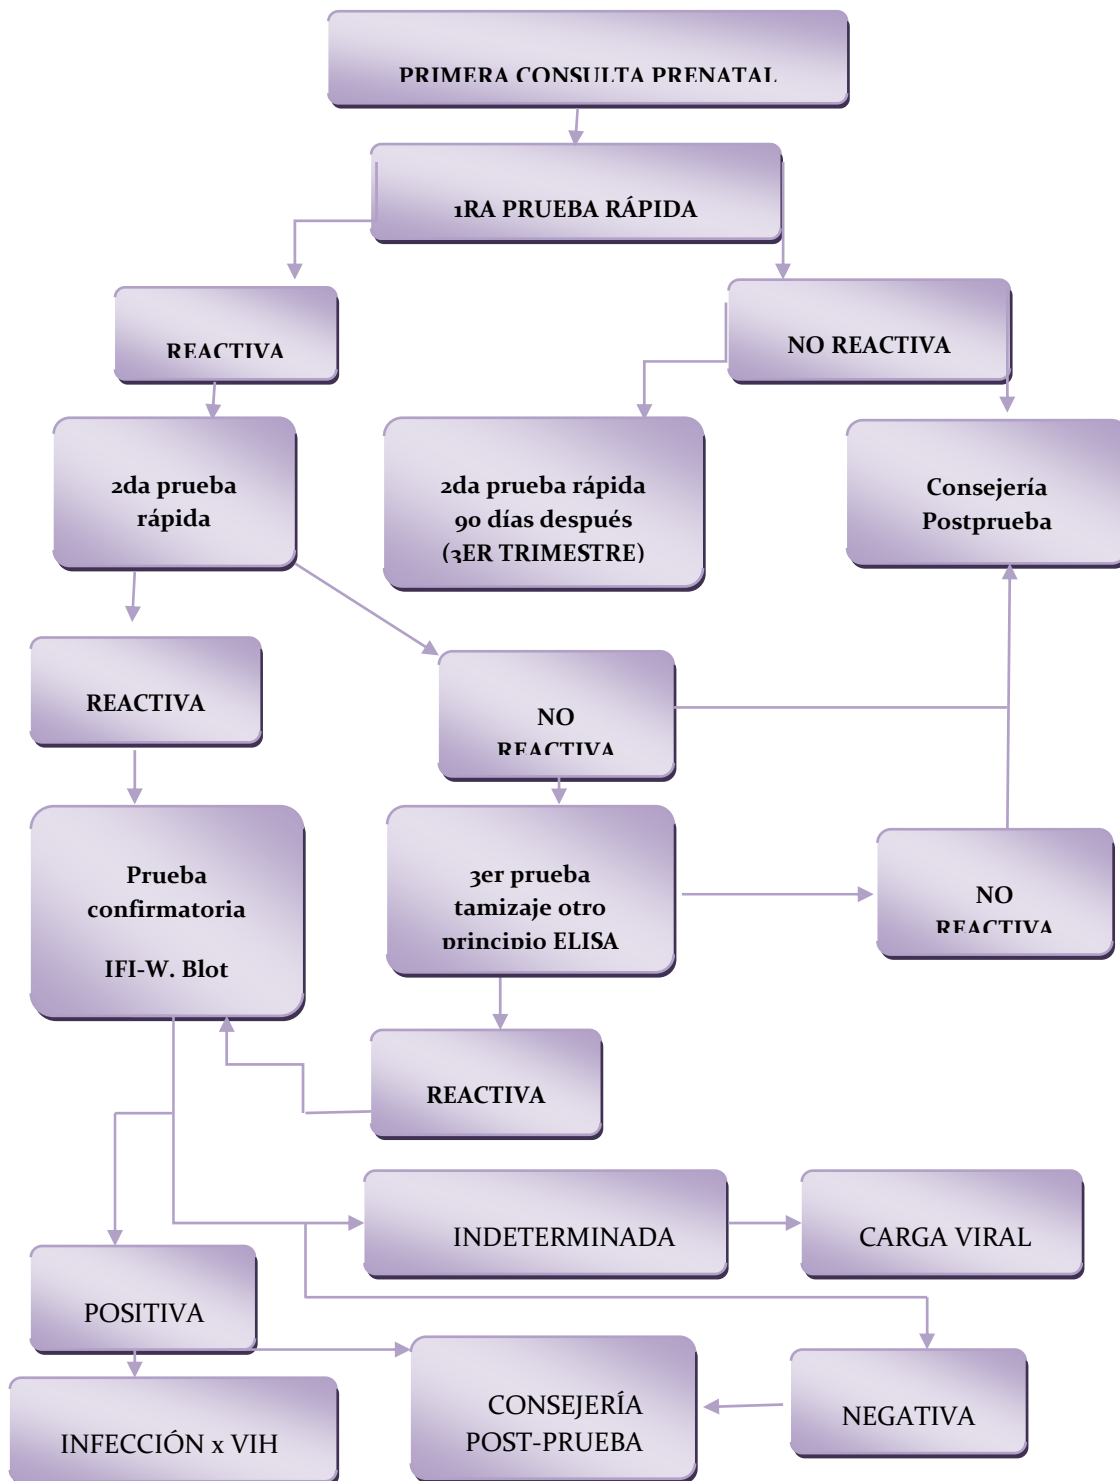 PRIMERA CONSULTA PRENATAL
1RA PRUEBA RÁPIDA
REACTIVA
NO REACTIVA
2da prueba
rápida
2da prueba rápida
90 días después
(3ER TRIMESTRE)
Consejería
Postprueba
REACTIVA
NO
REACTIVA
Prueba
confirmatoria
IFI-W. Blot
3er prueba
tamizaje otro
principio ELISA
NO
REACTIVA
REACTIVA
INDETERMINADA
CARGA VIRAL
POSITIVA
CONSEJERÍA
POST-PRUEBA
NEGATIVA
INFECCIÓN x VIH